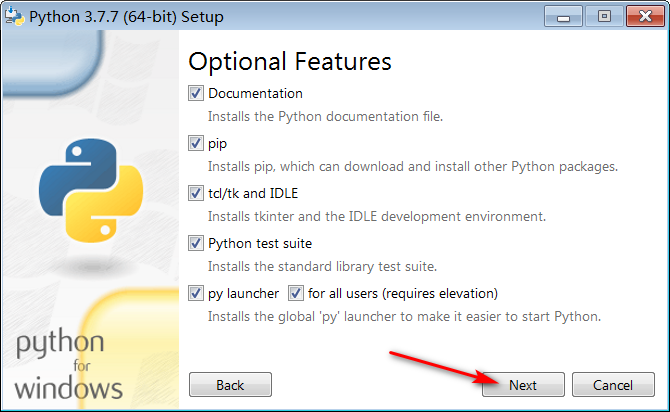 Python 3.7.7 (64-bit) Setup
Optional Features
Documentation
Installs the Python documentation file.
pip
Installs pip, which can download and install other Python packages.
tcl/tk and IDLE
Installs tkinter and the IDLE development environment.
Python test suite
Installs the standard library test suite.
py launcher for all users (requires elevation)
Installs the global 'py' launcher to make it easier to start Python.
python
for
windows
Back Next Cancel